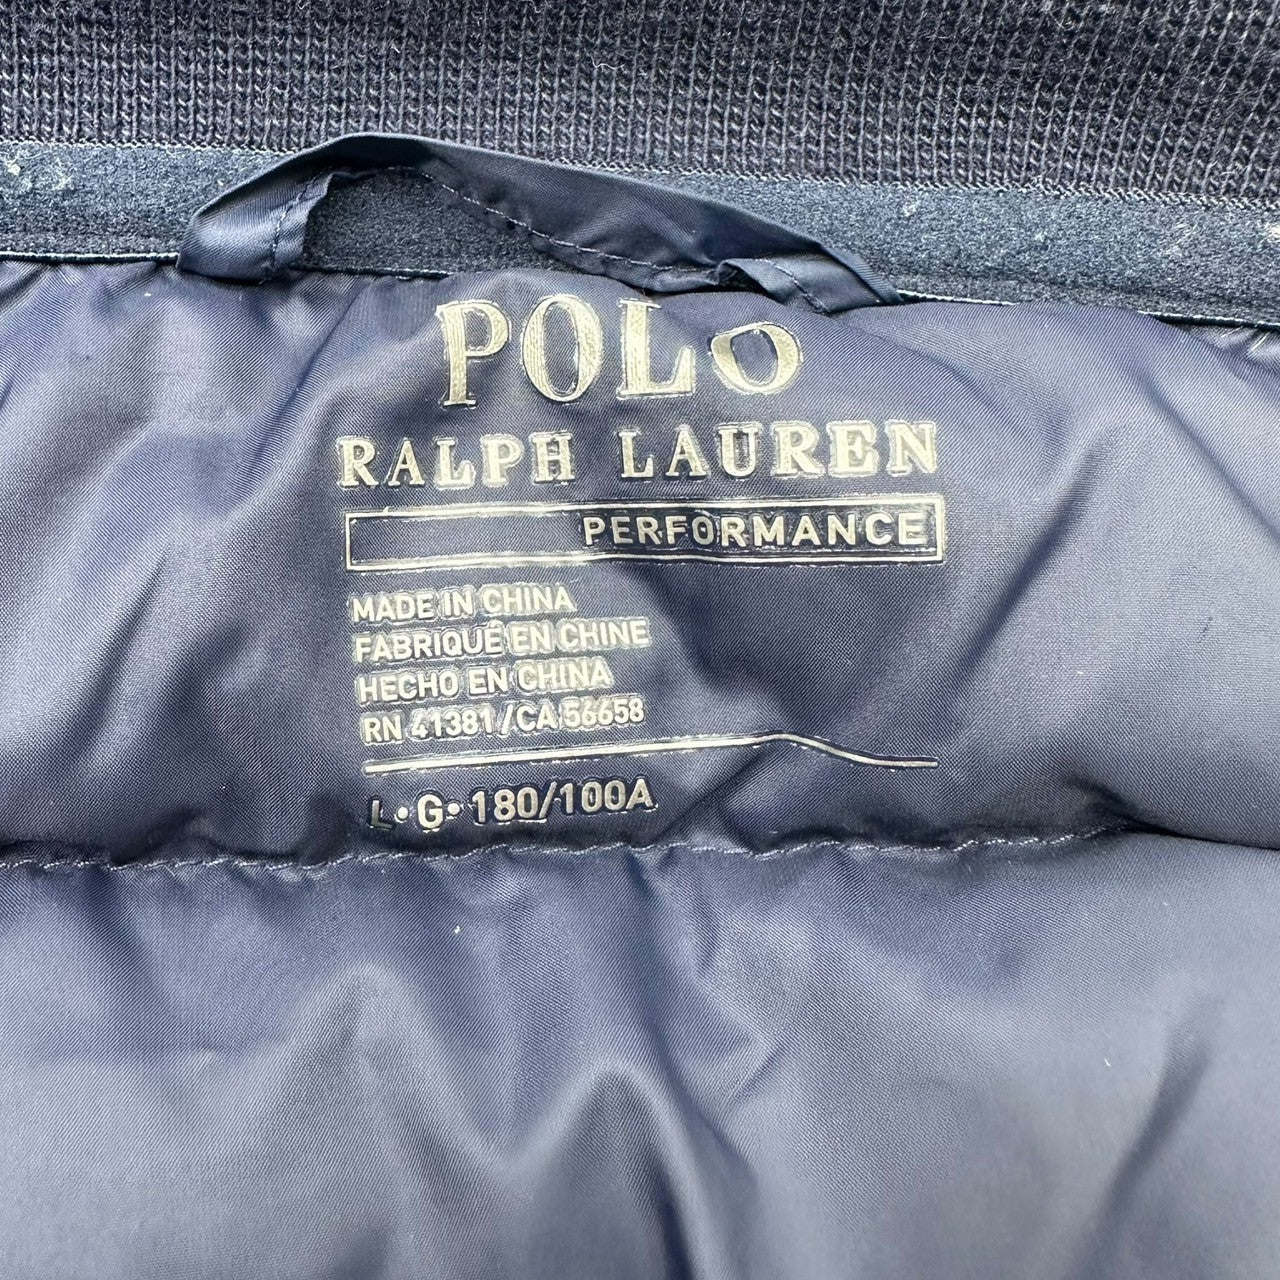 POLO
RALPH LAUREN
PERFORMANCE
MADE IN CHINA
FABRIQUÉ EN CHINE
HECHO EN CHINA
RN 41381 / CA 56658
L•G•180/100A